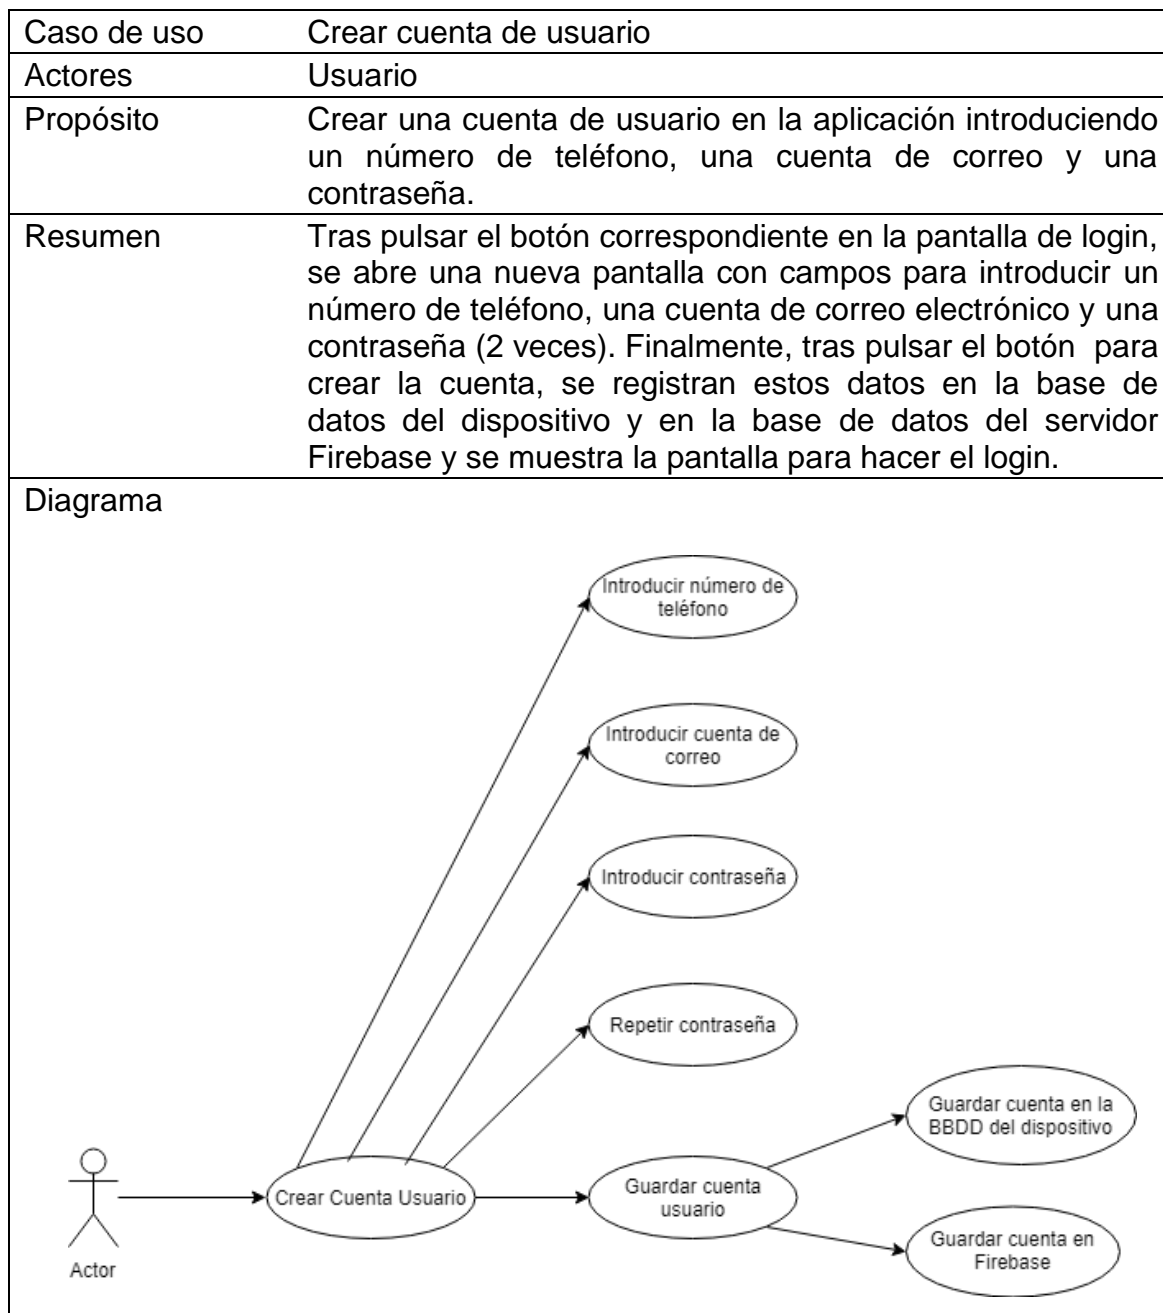 Caso de uso Crear cuenta de usuario
Actores Usuario
Propósito Crear una cuenta de usuario en la aplicación introduciendo
un número de teléfono, una cuenta de correo y una
contraseña.
Resumen Tras pulsar el botón correspondiente en la pantalla de login,
se abre una nueva pantalla con campos para introducir un
número de teléfono, una cuenta de correo electrónico y una
contraseña (2 veces). Finalmente, tras pulsar el botón para
crear la cuenta, se registran estos datos en la base de
datos del dispositivo y en la base de datos del servidor
Firebase y se muestra la pantalla para hacer el login.
Diagrama
Introducir número de
teléfono
Introducir cuenta de
correo
Introducir contraseña
Repetir contraseña
Guardar cuenta en la
BBDD del dispositivo
Crear Cuenta Usuario
Guardar cuenta
usuario
Guardar cuenta en
Firebase
Actor